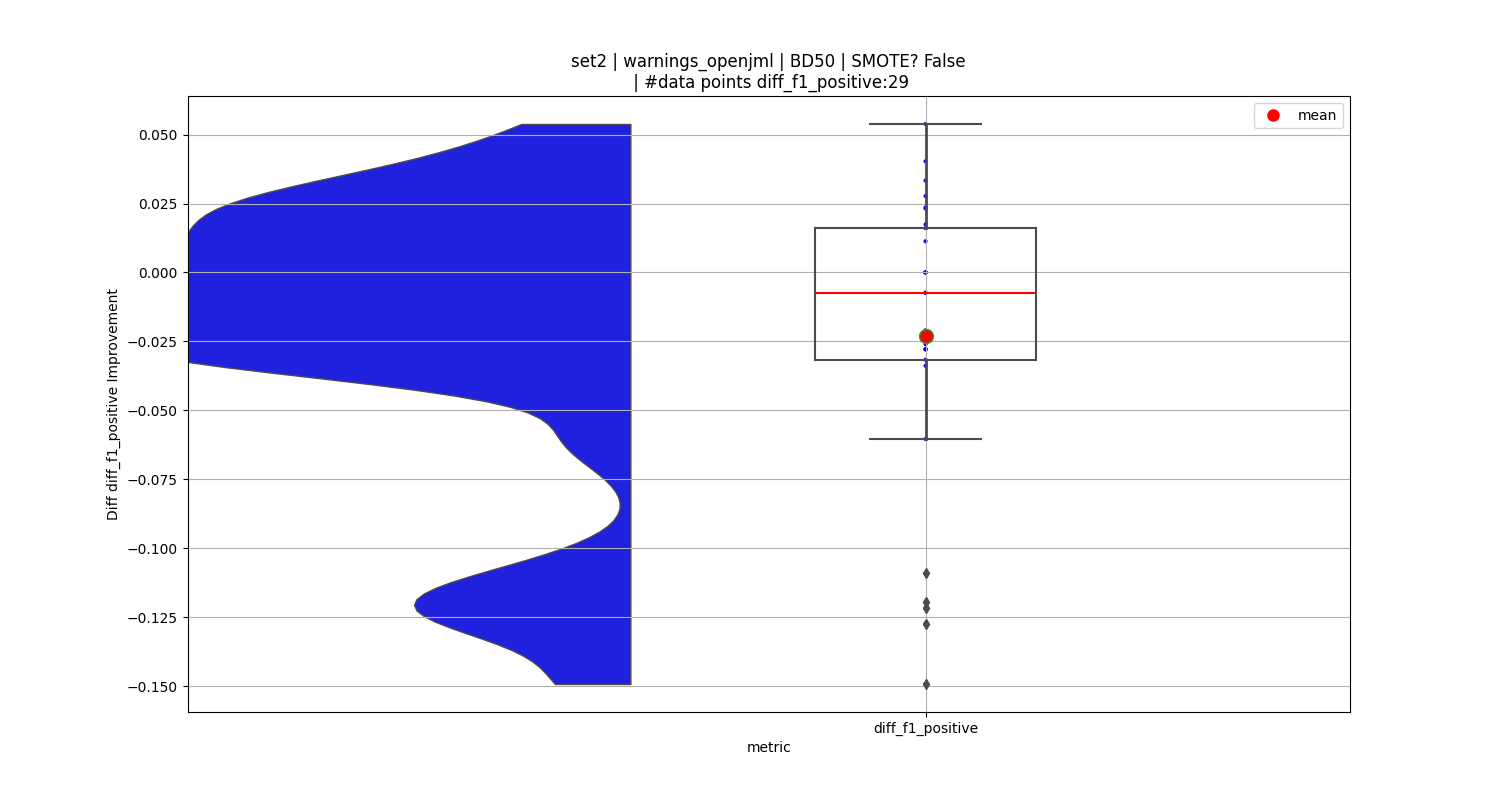 set2 | warnings_openjml | BD50 | SMOTE? False
| #data points diff_f1_positive:29
mean
0.050
0.025
0.000
−0.025
−0.050
−0.075
−0.100
−0.125
−0.150
Diff diff_f1_positive Improvement
diff_f1_positive
metric